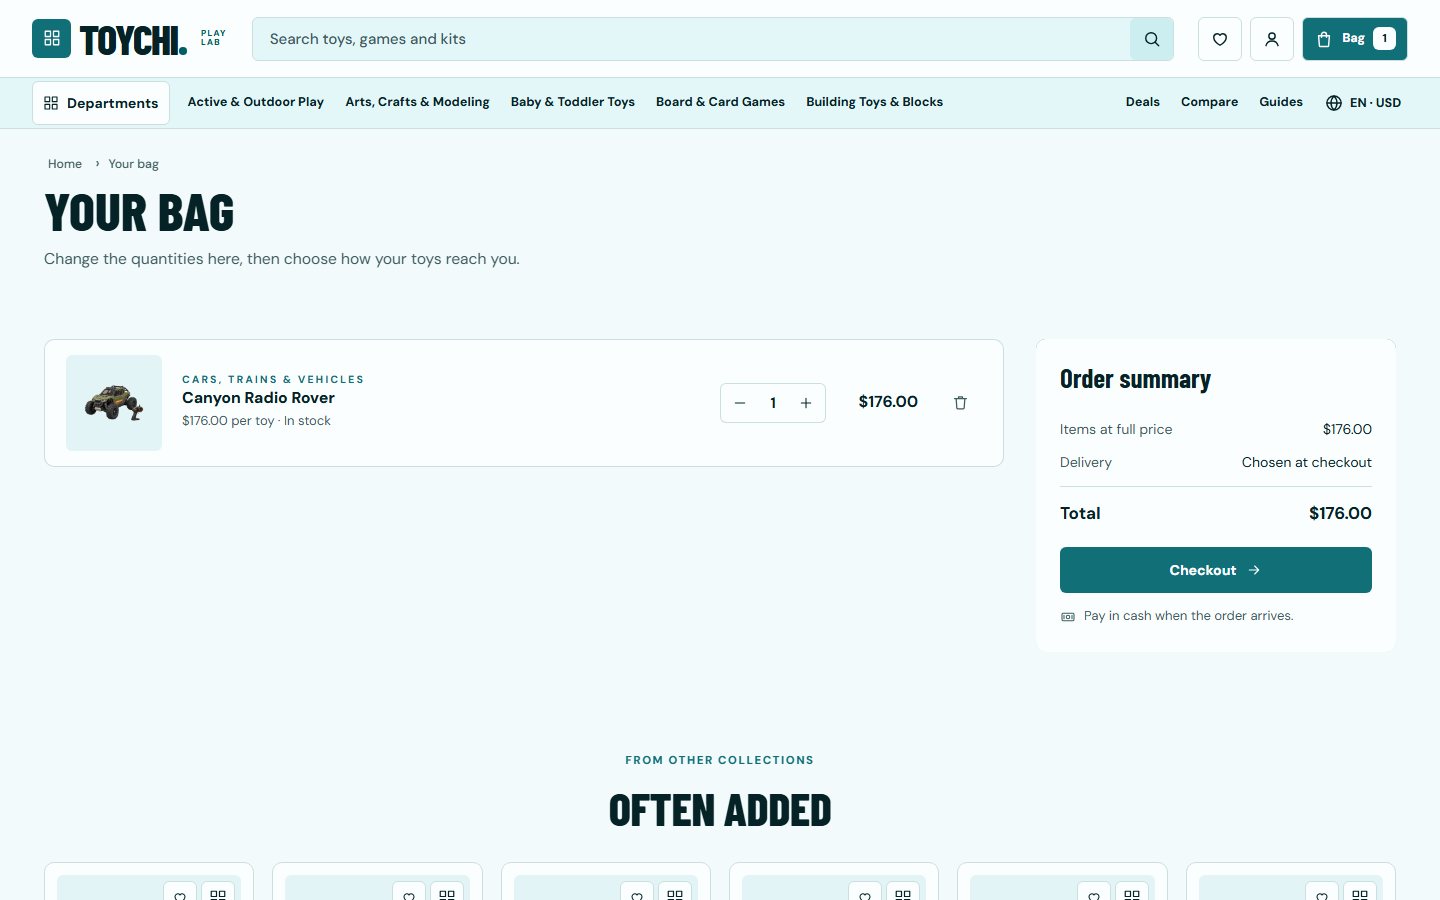 TOYCHI.
PLAY
LAB
Search toys, games and kits
Bag 1
Departments
Active & Outdoor Play
Arts, Crafts & Modeling
Baby & Toddler Toys
Board & Card Games
Building Toys & Blocks
Deals
Compare
Guides
EN · USD
Home › Your bag
YOUR BAG
Change the quantities here, then choose how your toys reach you.
CARS, TRAINS & VEHICLES
Canyon Radio Rover
$176.00 per toy · In stock
1
$176.00
Order summary
Items at full price $176.00
Delivery Chosen at checkout
Total $176.00
Checkout →
Pay in cash when the order arrives.
FROM OTHER COLLECTIONS
OFTEN ADDED